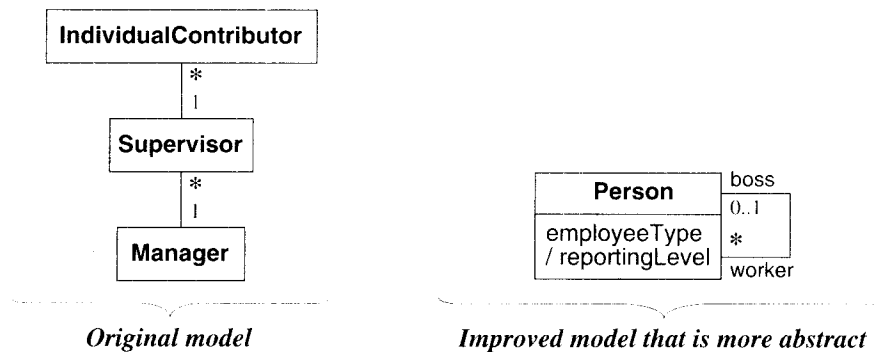 IndividualContributor
*
1
Supervisor
*
1
Manager
Original model
Person
employeeType
/ reportingLevel
boss
0..1
*
worker
Improved model that is more abstract